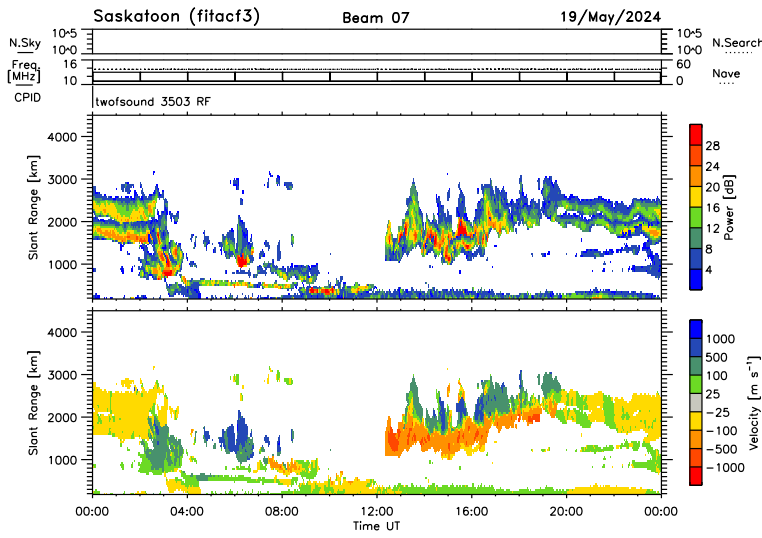 Saskatoon (fitacf3) Beam 07 19/May/2024
N.Sky 10^5 10^0 10^5 10^0 N.Search
Freq. [MHz] 16 10 60 0 Nave
CPID twofsound 3503 RF
Slant Range [km] 4000 3000 2000 1000
Power [dB] 28 24 20 16 12 8 4
Slant Range [km] 4000 3000 2000 1000
Velocity [m s⁻¹] 1000 500 100 25 −25 −100 −500 −1000
00:00 04:00 08:00 12:00 16:00 20:00 00:00
Time UT